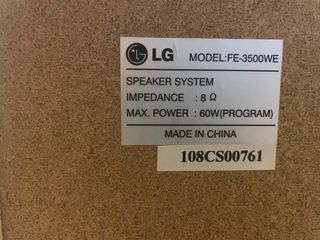 LG MODEL:FE-3500WE
SPEAKER SYSTEM
IMPEDANCE : 8 Ω
MAX. POWER : 60W(PROGRAM)
MADE IN CHINA
108CS00761